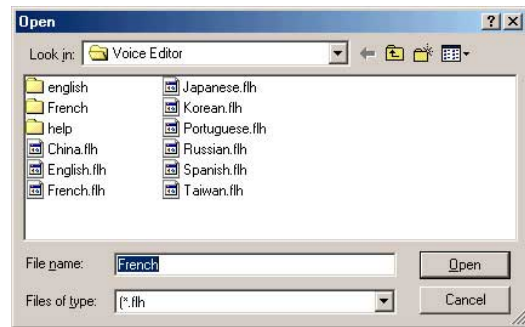 Open
Look in: Voice Editor
english
French
help
China.flh
English.flh
French.flh
Japanese.flh
Korean.flh
Portuguese.flh
Russian.flh
Spanish.flh
Taiwan.flh
File name: French
Open
Files of type: (*.flh
Cancel